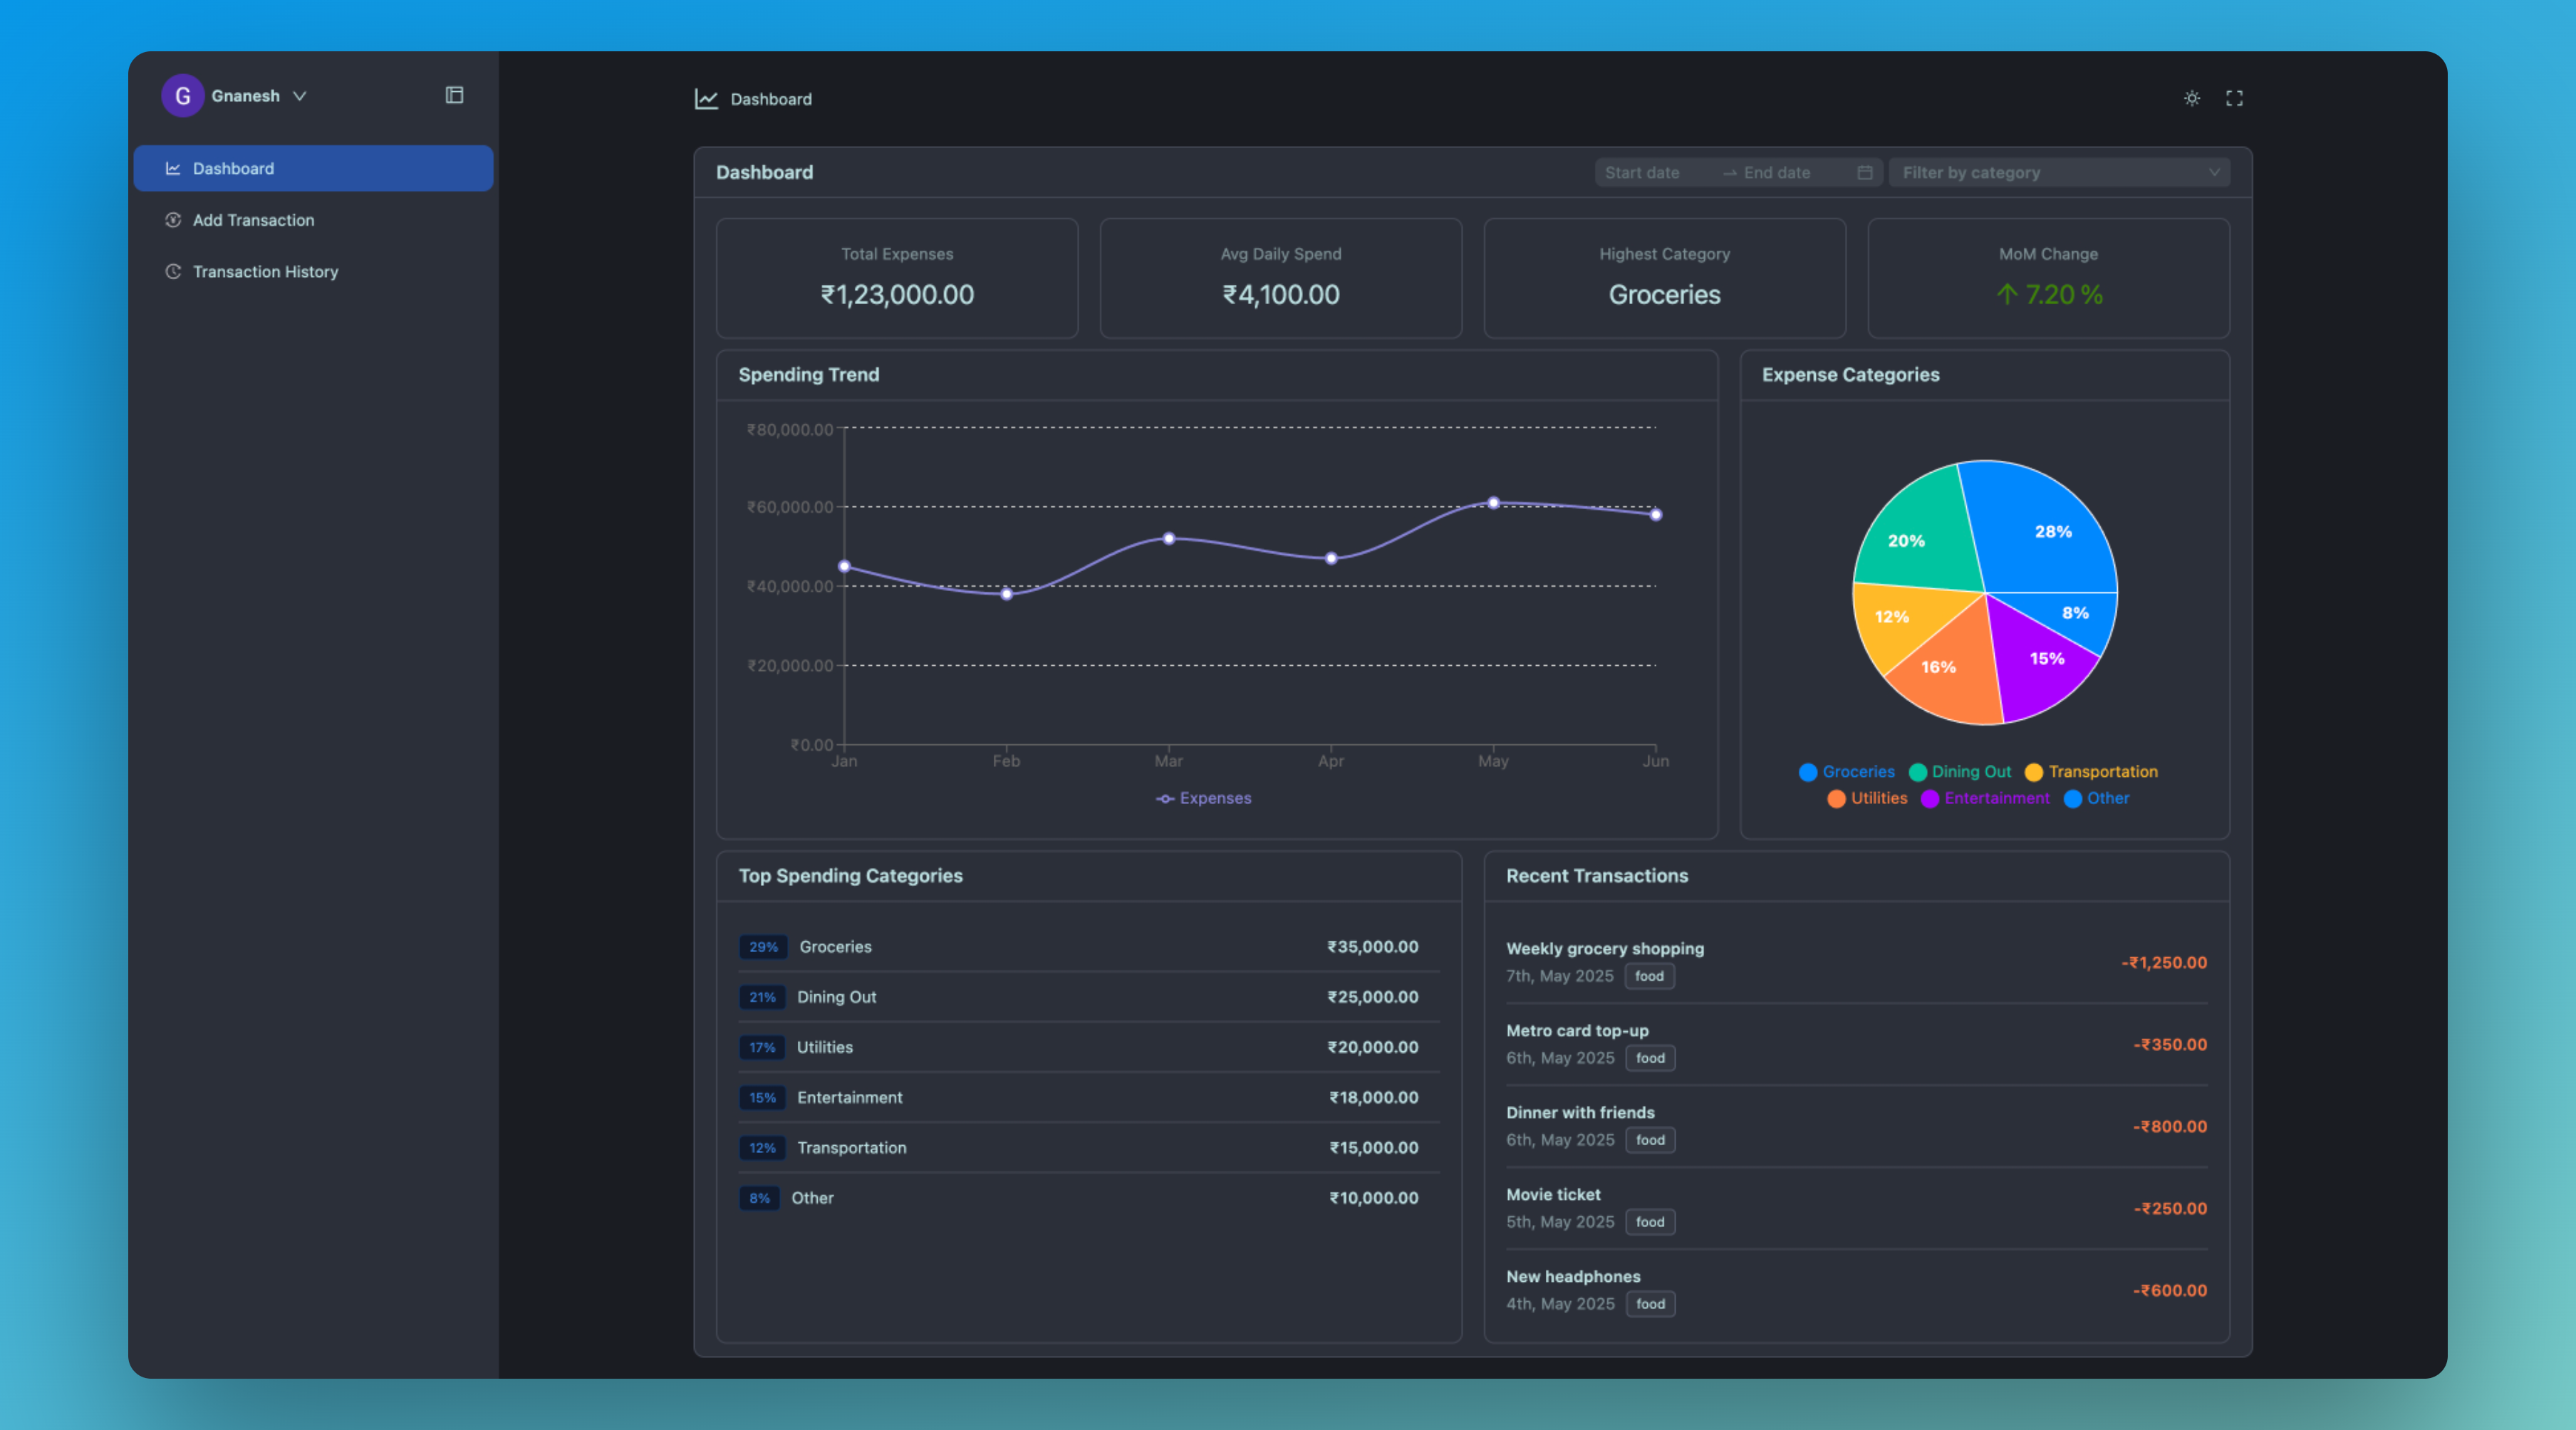 G Gnanesh
Dashboard
Add Transaction
Transaction History
Dashboard
Dashboard
Start date → End date
Filter by category
Total Expenses
₹1,23,000.00
Avg Daily Spend
₹4,100.00
Highest Category
Groceries
MoM Change
↑ 7.20 %
Spending Trend
₹80,000.00
₹60,000.00
₹40,000.00
₹20,000.00
₹0.00
Jan Feb Mar Apr May Jun
Expenses
Expense Categories
28%
20%
12%
16%
15%
8%
Groceries Dining Out Transportation
Utilities Entertainment Other
Top Spending Categories
29% Groceries ₹35,000.00
21% Dining Out ₹25,000.00
17% Utilities ₹20,000.00
15% Entertainment ₹18,000.00
12% Transportation ₹15,000.00
8% Other ₹10,000.00
Recent Transactions
Weekly grocery shopping
7th, May 2025 food
-₹1,250.00
Metro card top-up
6th, May 2025 food
-₹350.00
Dinner with friends
6th, May 2025 food
-₹800.00
Movie ticket
5th, May 2025 food
-₹250.00
New headphones
4th, May 2025 food
-₹600.00